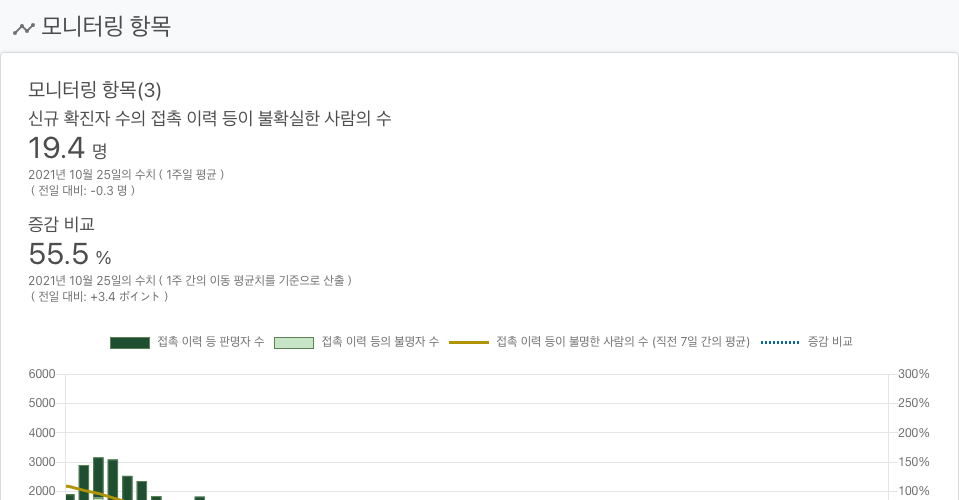 모니터링 항목
모니터링 항목(3)
신규 확진자 수의 접촉 이력 등이 불확실한 사람의 수
19.4 명
2021년 10월 25일의 수치 ( 1주일 평균 )
( 전일 대비: -0.3 명 )
증감 비교
55.5 %
2021년 10월 25일의 수치 ( 1주 간의 이동 평균치를 기준으로 산출 )
( 전일 대비: +3.4 ポイント )
접촉 이력 등 판명자 수 접촉 이력 등의 불명자 수 접촉 이력 등이 불명한 사람의 수 (직전 7일 간의 평균) 증감 비교
6000 300%
5000 250%
4000 200%
3000 150%
2000 100%